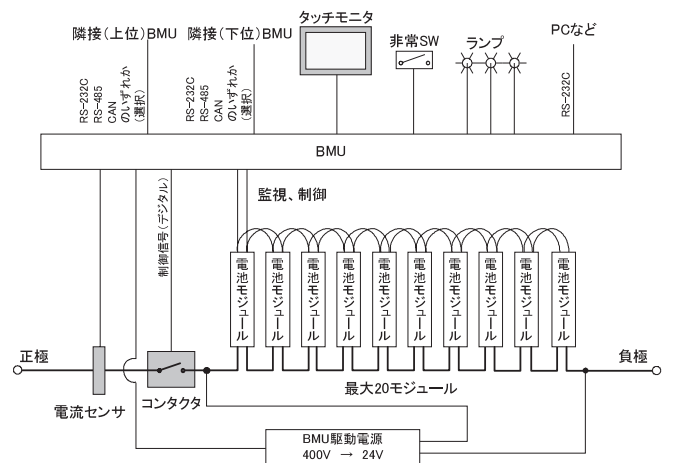 隣接(上位)BMU
隣接(下位)BMU
タッチモニタ
非常SW
ランプ
PCなど
RS-232C
RS-485
CAN
のいずれか
(選択)
RS-232C
RS-485
CAN
のいずれか
(選択)
RS-232C
BMU
制御信号(デジタル)
監視、制御
電池モジュール
電池モジュール
電池モジュール
電池モジュール
電池モジュール
電池モジュール
電池モジュール
電池モジュール
電池モジュール
電池モジュール
正極
負極
電流センサ
コンタクタ
最大20モジュール
BMU駆動電源
400V → 24V